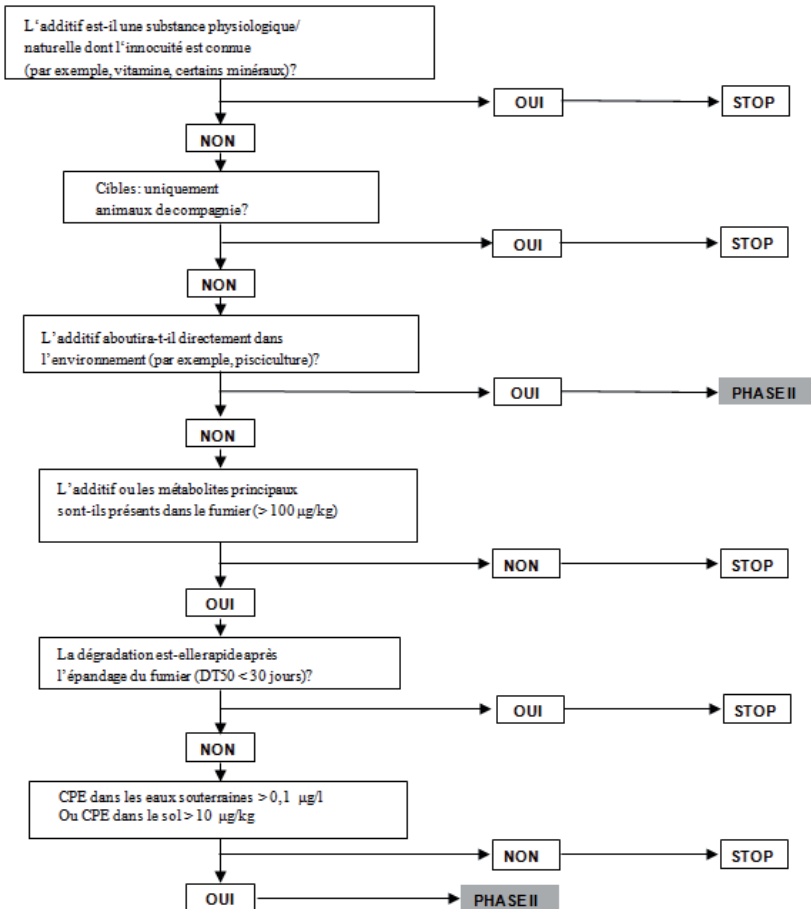 L‘additif est-il une substance physiologique/
naturelle dont l‘innocuité est connue
(par exemple, vitamine, certains minéraux)?
OUI
STOP
NON
Cibles: uniquement
animaux de compagnie?
OUI
STOP
NON
L’additif aboutira-t-il directement dans
l’environnement (par exemple, pisciculture)?
OUI
PHASE II
NON
L’additif ou les métabolites principaux
sont-ils présents dans le fumier (> 100 µg/kg)
NON
STOP
OUI
La dégradation est-elle rapide après
l’épandage du fumier (DT50 < 30 jours)?
OUI
STOP
NON
CPE dans les eaux souterraines > 0,1 µg/l
Ou CPE dans le sol > 10 µg/kg
NON
STOP
OUI
PHASE II